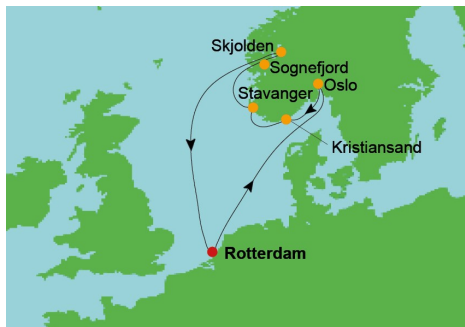 Skjolden
Sognefjord
Stavanger
Oslo
Kristiansand
Rotterdam